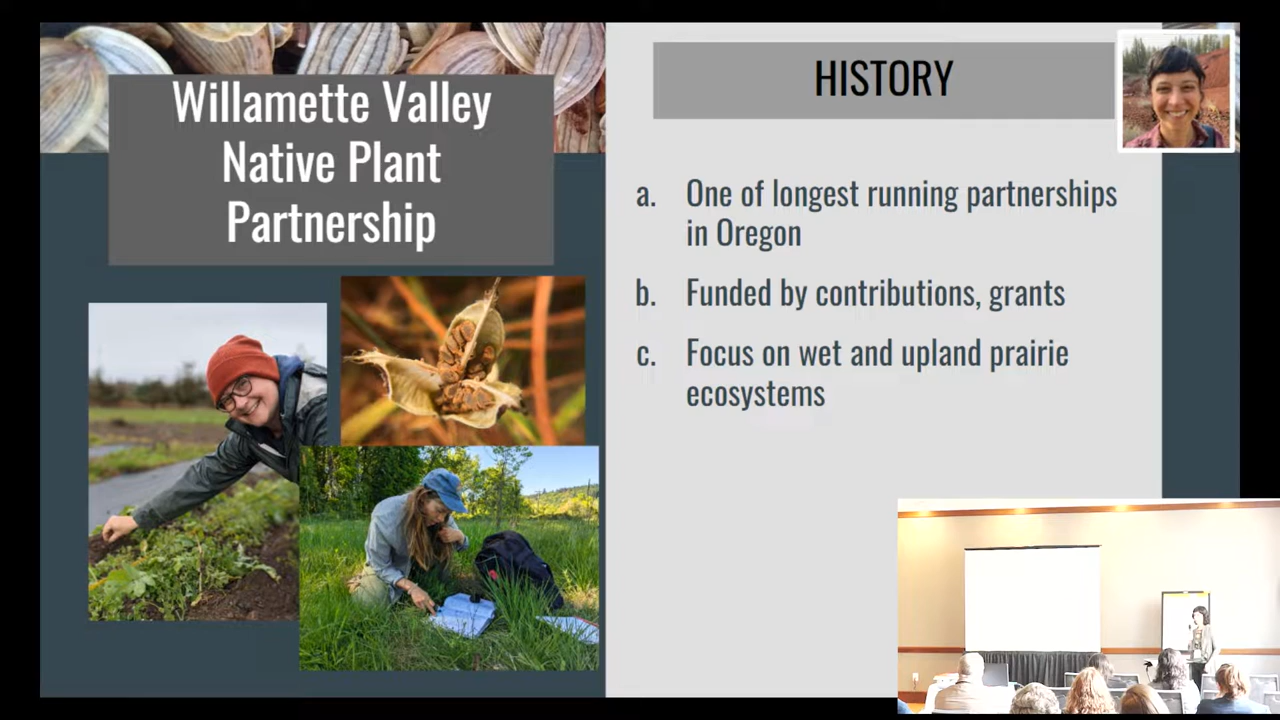 Willamette Valley
Native Plant
Partnership
HISTORY
a. One of longest running partnerships
in Oregon
b. Funded by contributions, grants
c. Focus on wet and upland prairie
ecosystems